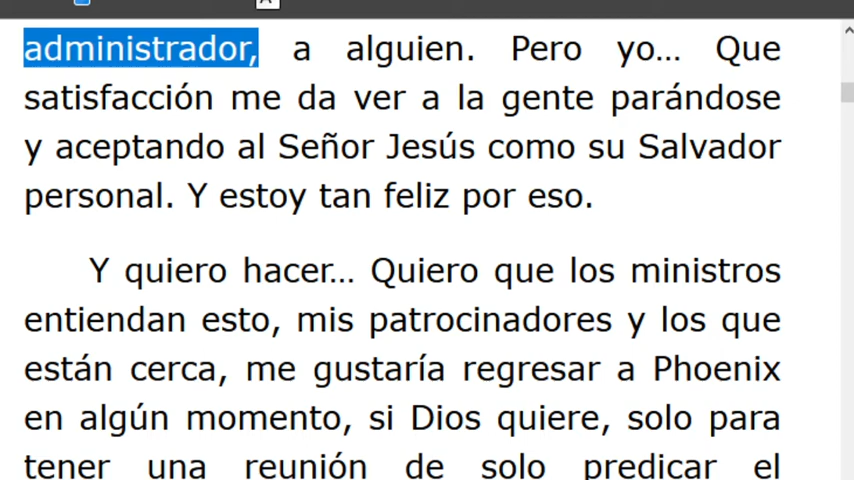 administrador, a alguien. Pero yo… Que
satisfacción me da ver a la gente parándose
y aceptando al Señor Jesús como su Salvador
personal. Y estoy tan feliz por eso.
Y quiero hacer… Quiero que los ministros
entiendan esto, mis patrocinadores y los que
están cerca, me gustaría regresar a Phoenix
en algún momento, si Dios quiere, solo para
tener una reunión de solo predicar el